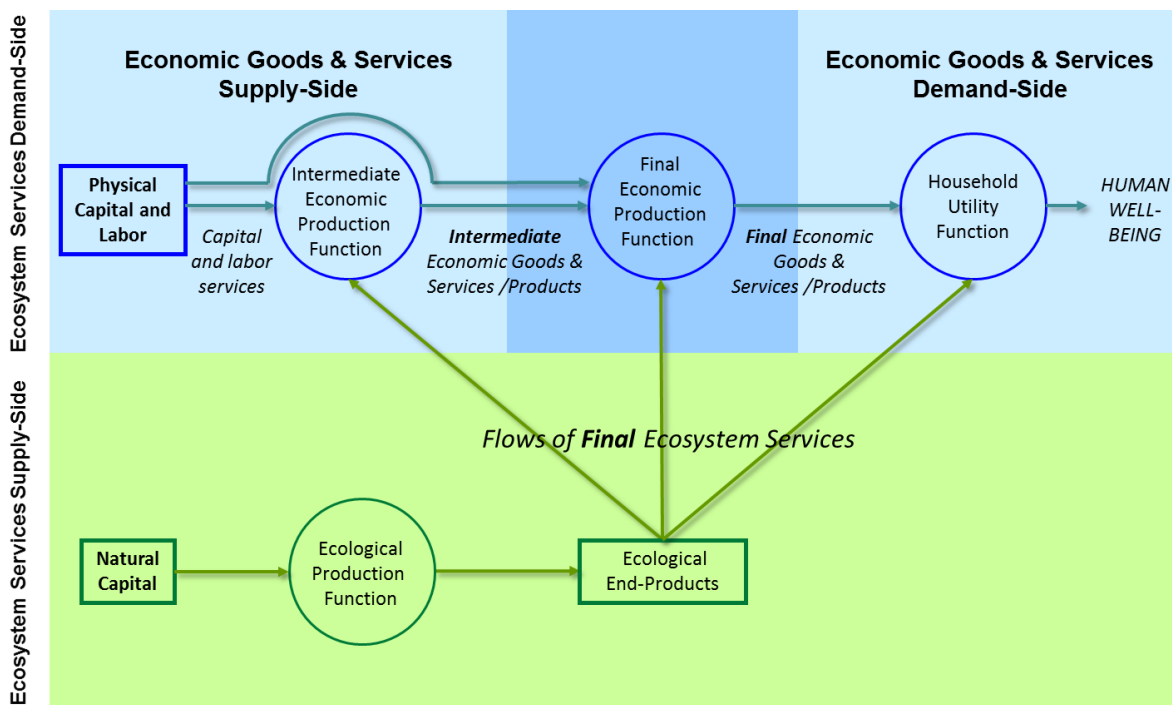 Ecosystem Services Demand-Side
Economic Goods & Services
Supply-Side
Economic Goods & Services
Demand-Side
Physical
Capital and
Labor
Capital
and labor
services
Intermediate
Economic
Production
Function
Intermediate
Economic Goods &
Services /Products
Final
Economic
Production
Function
Final Economic
Goods &
Services /Products
Household
Utility
Function
HUMAN
WELL-
BEING
Ecosystem Services Supply-Side
Flows of Final Ecosystem Services
Natural
Capital
Ecological
Production
Function
Ecological
End-Products